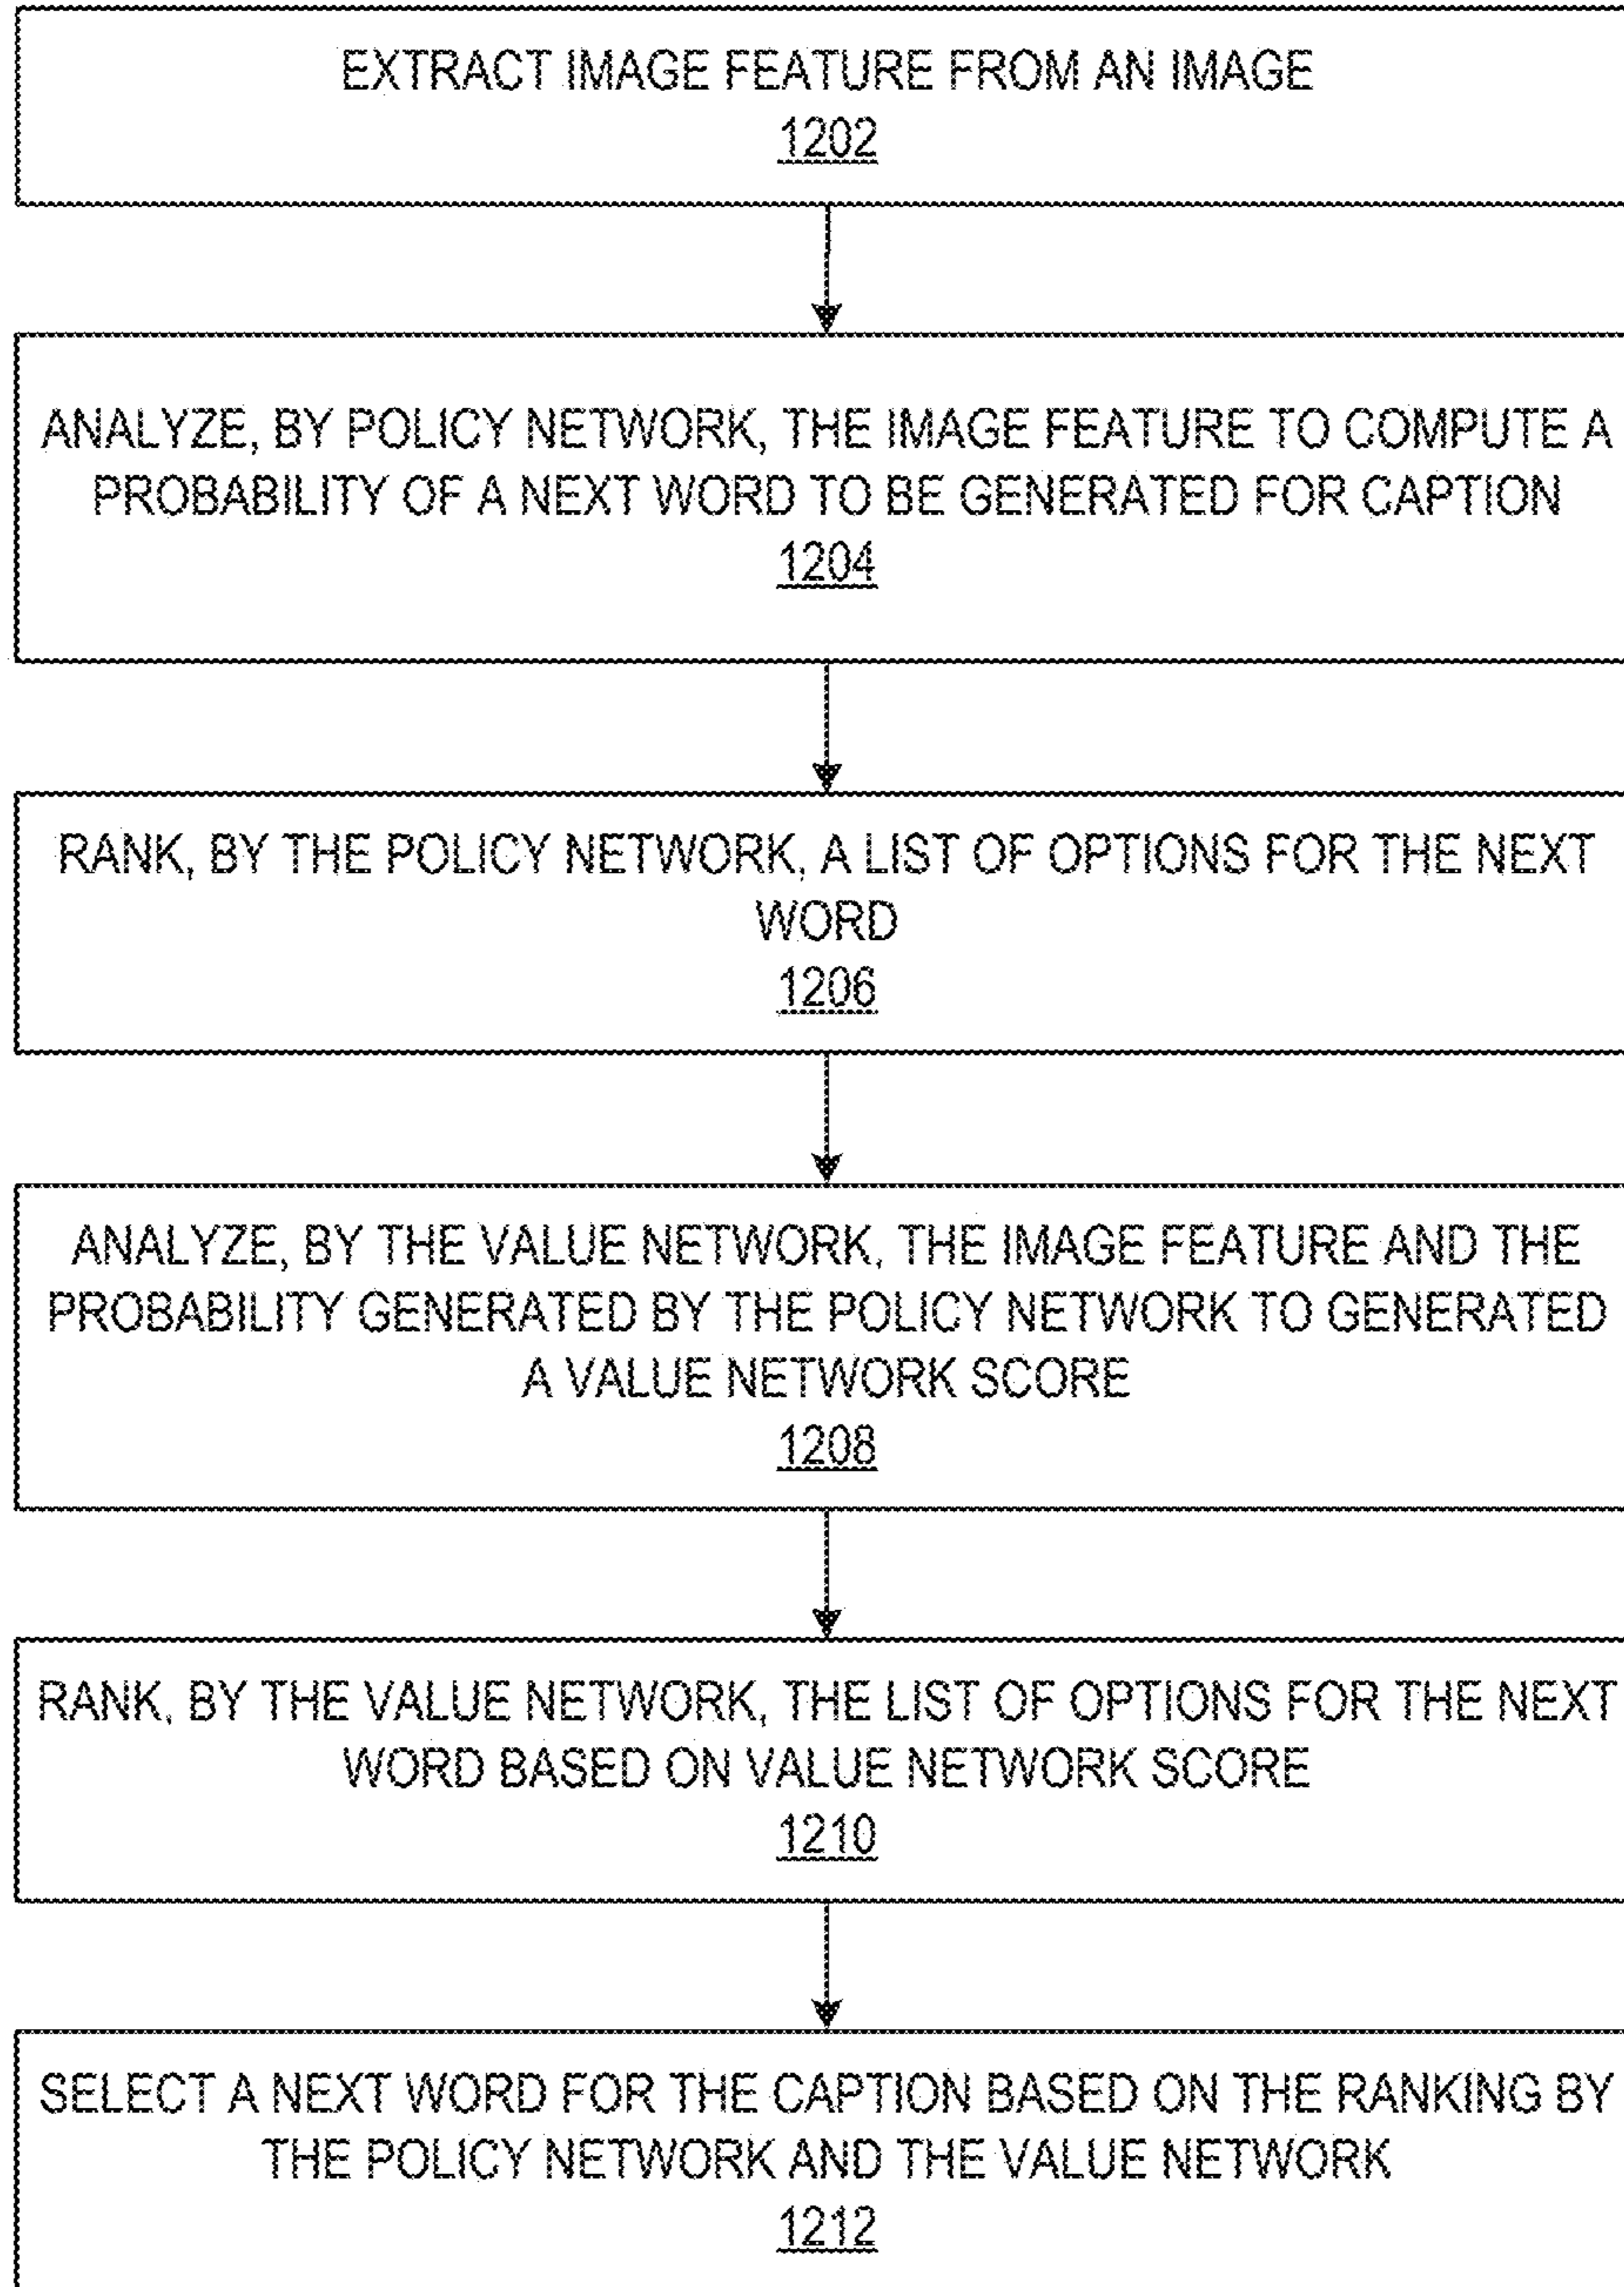 EXTRACT IMAGE FEATURE FROM AN IMAGE
1202
ANALYZE, BY POLICY NETWORK, THE IMAGE FEATURE TO COMPUTE A
PROBABILITY OF A NEXT WORD TO BE GENERATED FOR CAPTION
1204
RANK, BY THE POLICY NETWORK, A LIST OF OPTIONS FOR THE NEXT
WORD
1206
ANALYZE, BY THE VALUE NETWORK, THE IMAGE FEATURE AND THE
PROBABILITY GENERATED BY THE POLICY NETWORK TO GENERATED
A VALUE NETWORK SCORE
1208
RANK, BY THE VALUE NETWORK, THE LIST OF OPTIONS FOR THE NEXT
WORD BASED ON VALUE NETWORK SCORE
1210
SELECT A NEXT WORD FOR THE CAPTION BASED ON THE RANKING BY
THE POLICY NETWORK AND THE VALUE NETWORK
1212